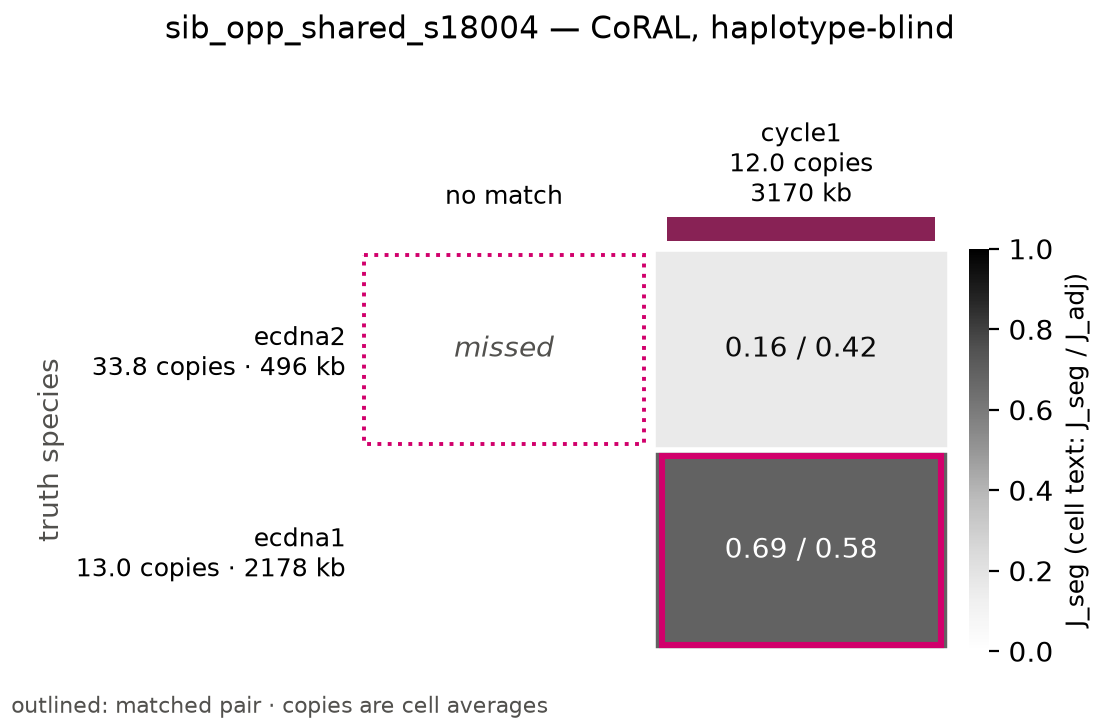 sib_opp_shared_s18004 — CoRAL, haplotype-blind
cycle1
12.0 copies
3170 kb
no match
ecdna2
33.8 copies · 496 kb
missed
0.16 / 0.42
ecdna1
13.0 copies · 2178 kb
0.69 / 0.58
truth species
1.0
0.8
0.6
0.4
0.2
0.0
J_seg (cell text: J_seg / J_adj)
outlined: matched pair · copies are cell averages